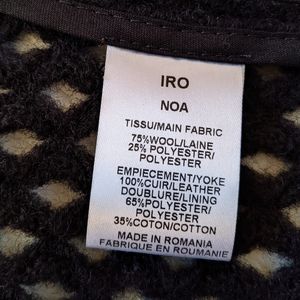 IRO
NOA
TISSU/MAIN FABRIC
75%WOOL/LAINE
25% POLYESTER/
POLYESTER
EMPIECEMENT/YOKE
100%CUIR/LEATHER
DOUBLURE/LINING
65%POLYESTER/
POLYESTER
35%COTON/COTTON
MADE IN ROMANIA
FABRIQUE EN ROUMANIE